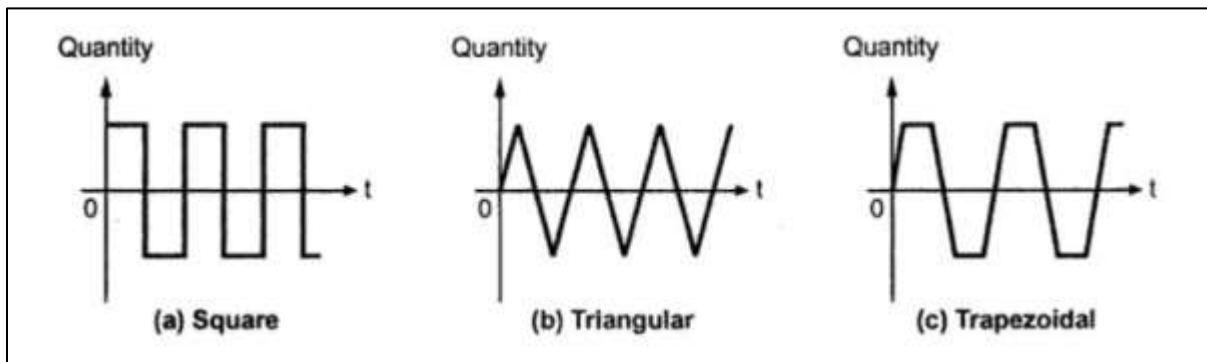 Quantity
t
0
(a) Square
Quantity
t
0
(b) Triangular
Quantity
t
0
(c) Trapezoidal